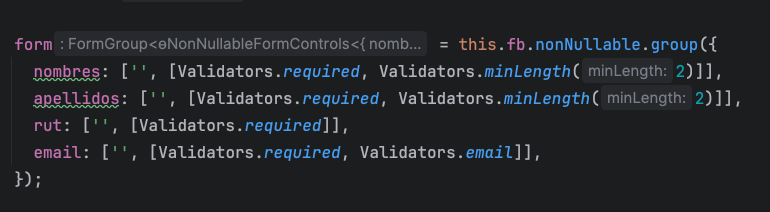 form : FormGroup<ɵNonNullableFormControls<{ nomb... = this.fb.nonNullable.group({
nombres: ['', [Validators.required, Validators.minLength( minLength: 2)]],
apellidos: ['', [Validators.required, Validators.minLength( minLength: 2)]],
rut: ['', [Validators.required]],
email: ['', [Validators.required, Validators.email]],
});